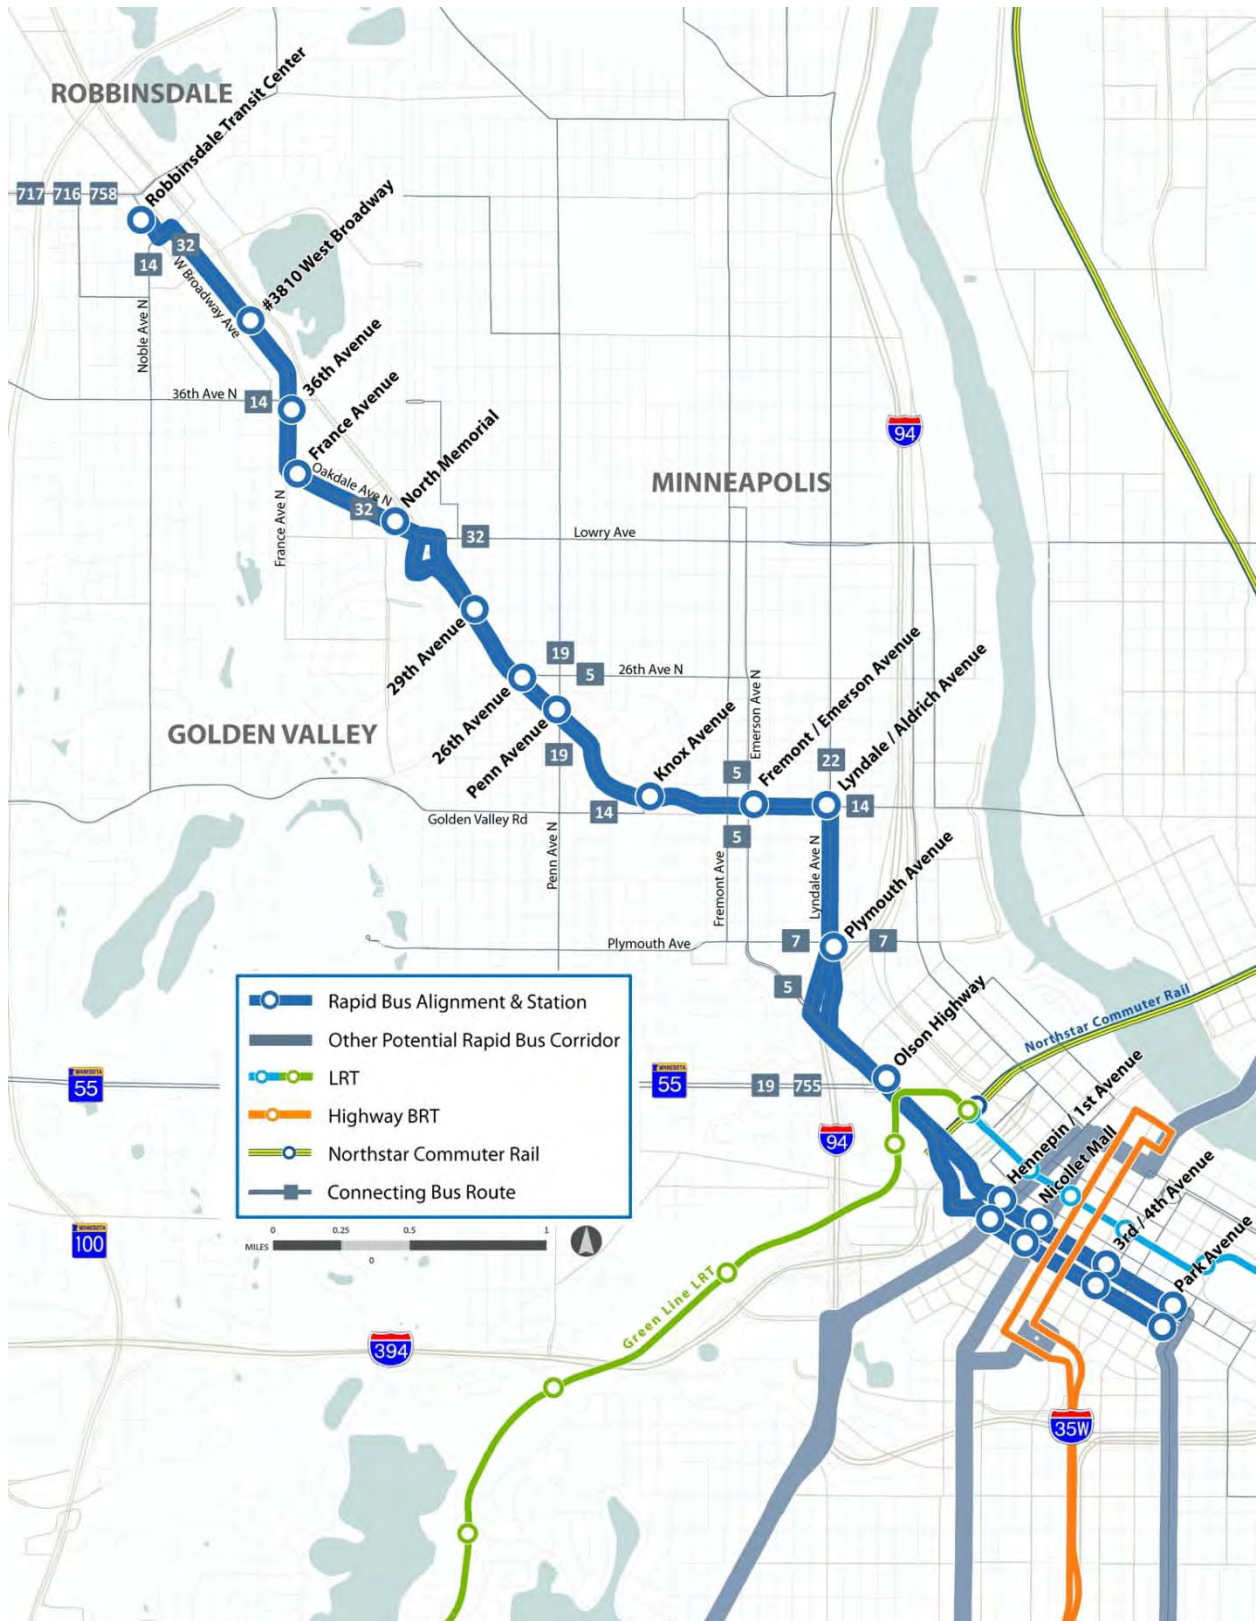 ROBBINSDALE
Robbinsdale Transit Center
717
716
758
32
14
#3810 West Broadway
W Broadway Ave
Noble Ave N
36th Avenue
36th Ave N
14
94
France Avenue
North Memorial
MINNEAPOLIS
Oakdale Ave N
32
France Ave N
32
Lowry Ave
29th Avenue
19
5
26th Ave N
26th Avenue
Penn Avenue
GOLDEN VALLEY
19
Knox Avenue
Emerson Ave N
Fremont / Emerson Avenue
Lyndale / Aldrich Avenue
22
5
14
Golden Valley Rd
14
5
Penn Ave N
Fremont Ave
Lyndale Ave N
Plymouth Avenue
Plymouth Ave
7
7
5
Olson Highway
Northstar Commuter Rail
Rapid Bus Alignment & Station
Other Potential Rapid Bus Corridor
LRT
Highway BRT
Northstar Commuter Rail
Connecting Bus Route
MINNESOTA
55
MINNESOTA
55
19
755
94
Hennepin / 1st Avenue
Nicollet Mall
3rd / 4th Avenue
Park Avenue
MINNESOTA
100
0
0.25
0.5
1
MILES
0
Green Line LRT
394
35W